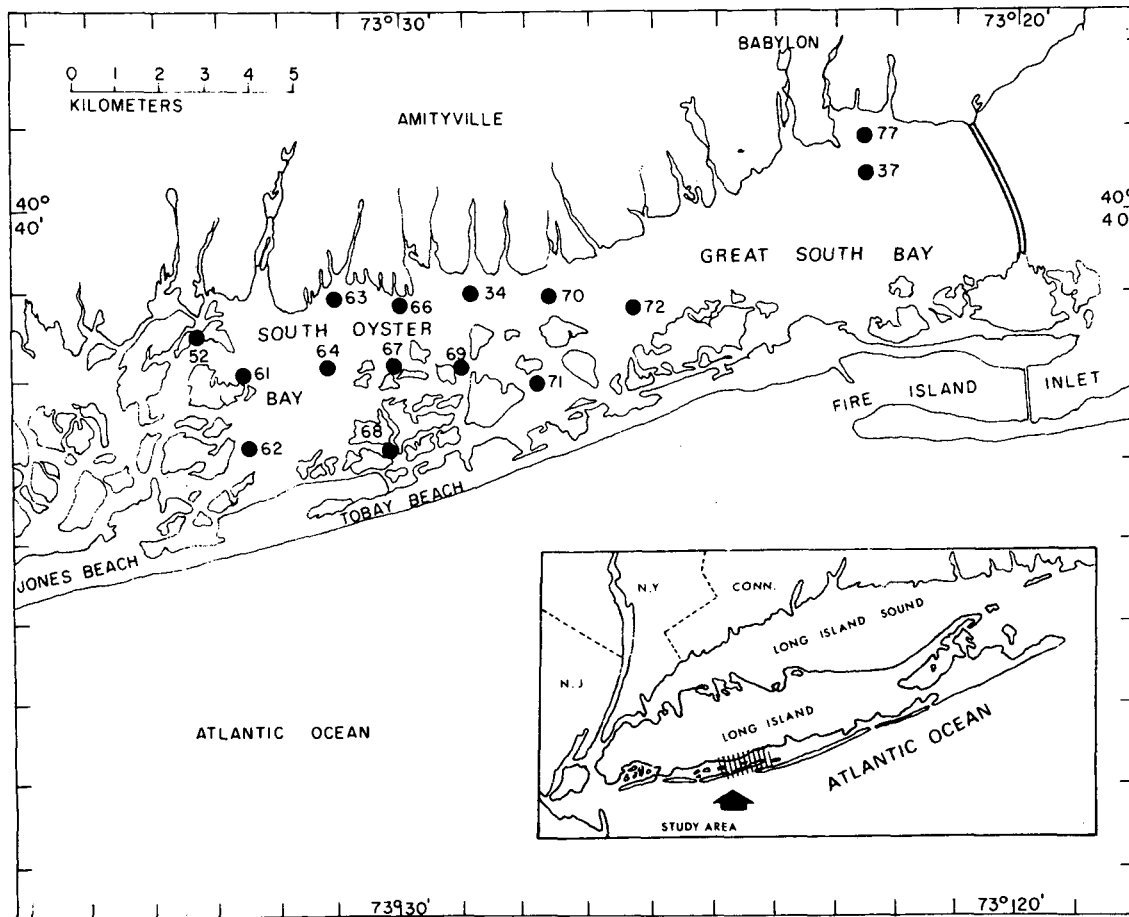 73°30' 73°20'
BABYLON
0 1 2 3 4 5
KILOMETERS
AMITYVILLE
77
37
40°
40'
40°
40'
GREAT SOUTH BAY
63 66 34 70 72
SOUTH OYSTER
52 64 67 69
61 71
BAY
FIRE ISLAND INLET
62 68
TOBAY BEACH
JONES BEACH
N.Y CONN.
LONG ISLAND SOUND
N.J
LONG ISLAND
ATLANTIC OCEAN
ATLANTIC OCEAN
STUDY AREA
73°30' 73°20'